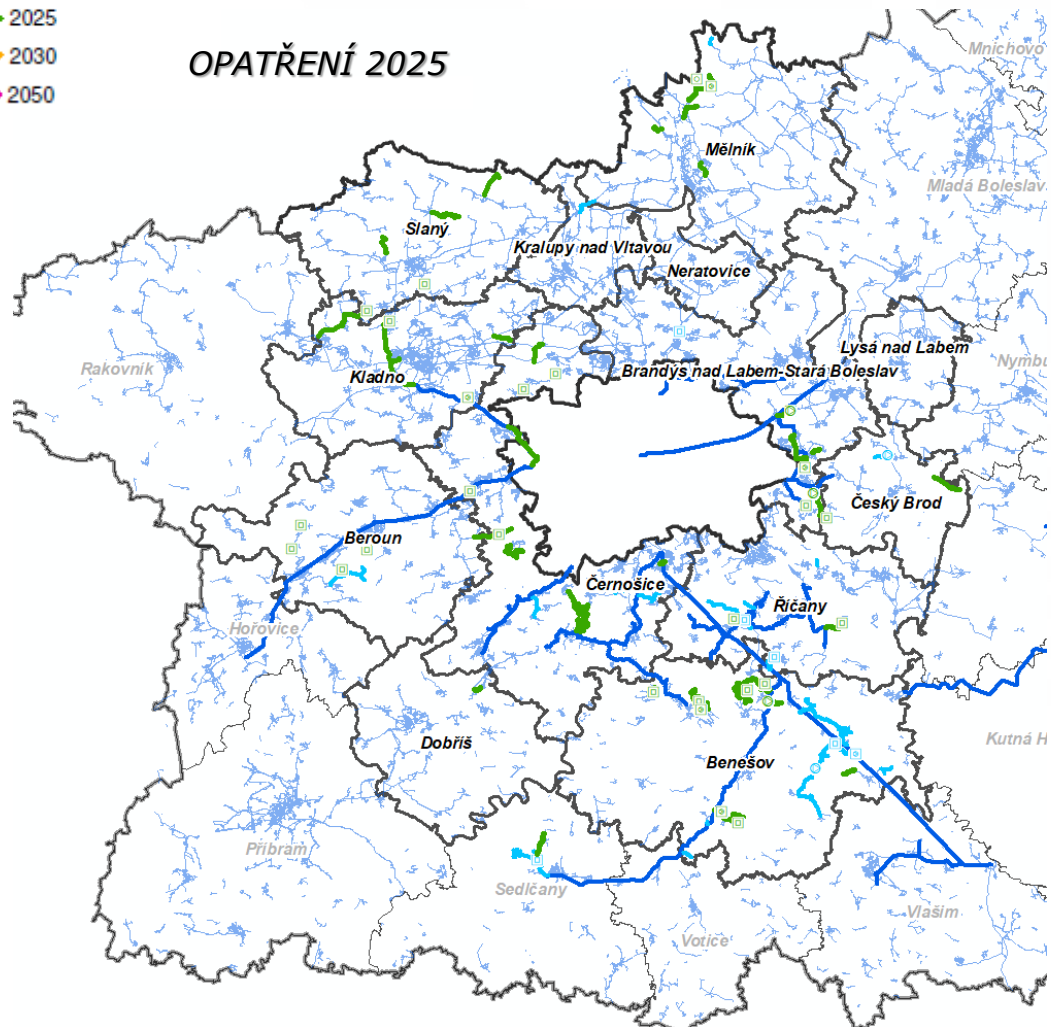 2025
2030
2050
OPATŘENÍ 2025
Mnichovo
Mělník
Mladá Boleslav
Slaný
Kralupy nad Vltavou
Neratovice
Lysá nad Labem
Rakovník
Kladno
Brandýs nad Labem-Stará Boleslav
Nymbu
Český Brod
Beroun
Černošice
Říčany
Hořovice
Dobříš
Benešov
Kutná H
Příbram
Sedlčany
Vlašim
Votice